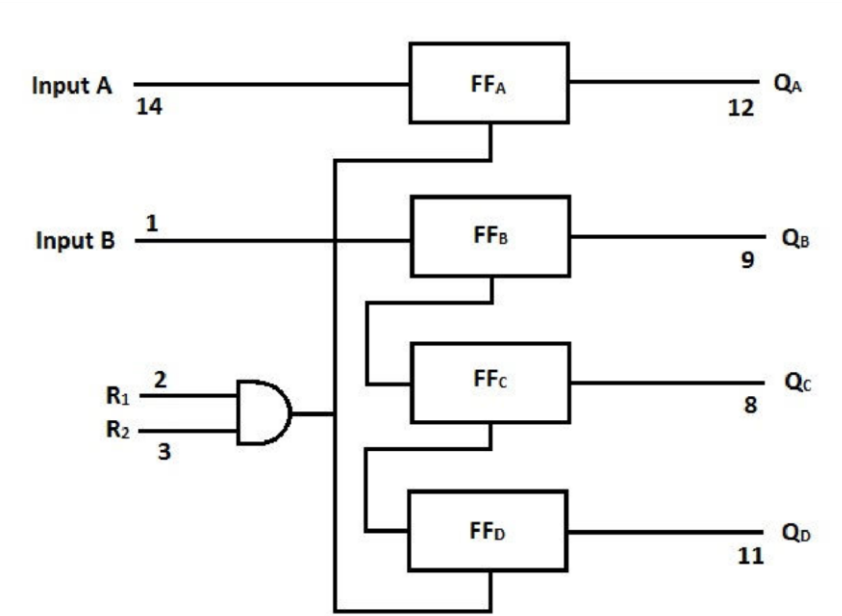 Input A
14
FFA
12
QA
Input B
1
FFB
9
QB
R1
2
FFC
8
QC
R2
3
FFD
11
QD